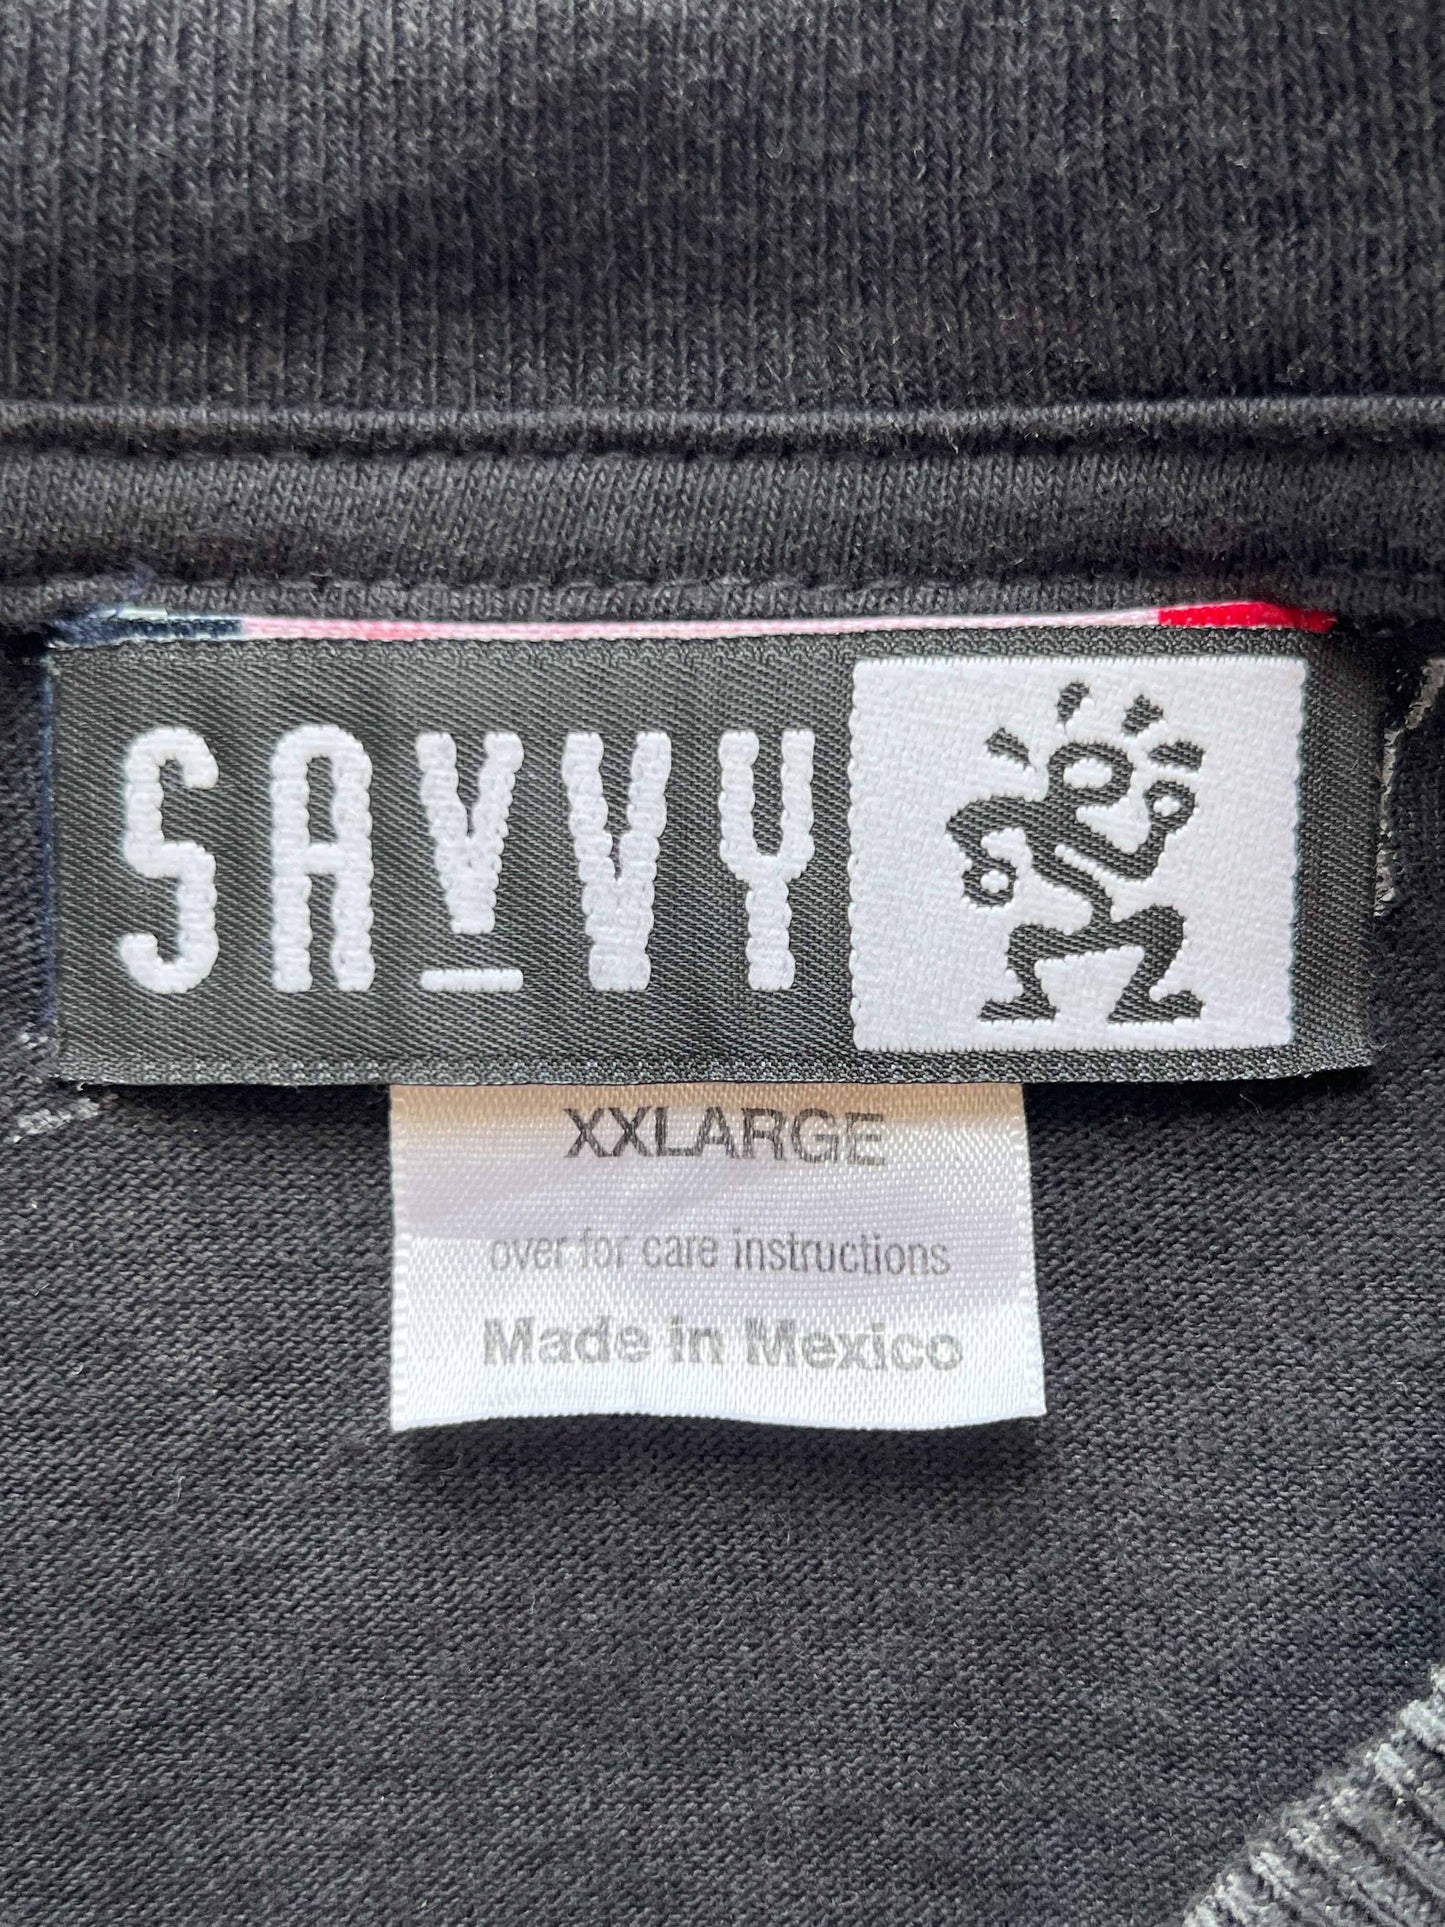 SAVVY
XXLARGE
over for care instructions
Made in Mexico